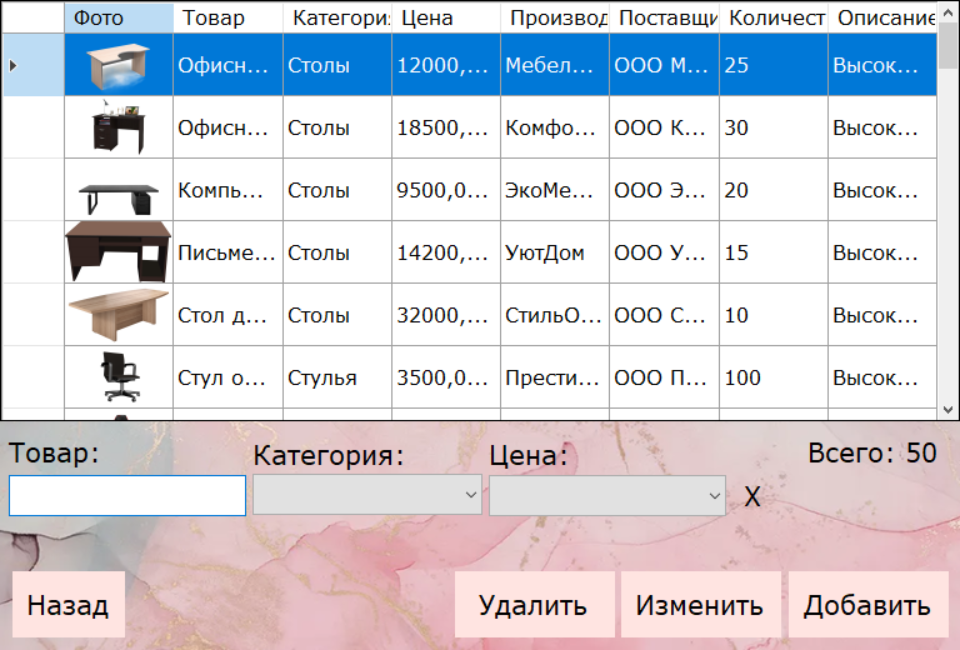 Фото Товар Категория Цена Производ Поставщи Количест Описание
Офисн... Столы 12000,... Мебел... ООО М... 25 Высок...
Офисн... Столы 18500,... Комфо... ООО К... 30 Высок...
Компь... Столы 9500,0... ЭкоМе... ООО Э... 20 Высок...
Письме... Столы 14200,... УютДом ООО У... 15 Высок...
Стол д... Столы 32000,... СтильО... ООО С... 10 Высок...
Стул о... Стулья 3500,0... Прести... ООО П... 100 Высок...
Товар: Категория: Цена: Всего: 50
X
Назад Удалить Изменить Добавить